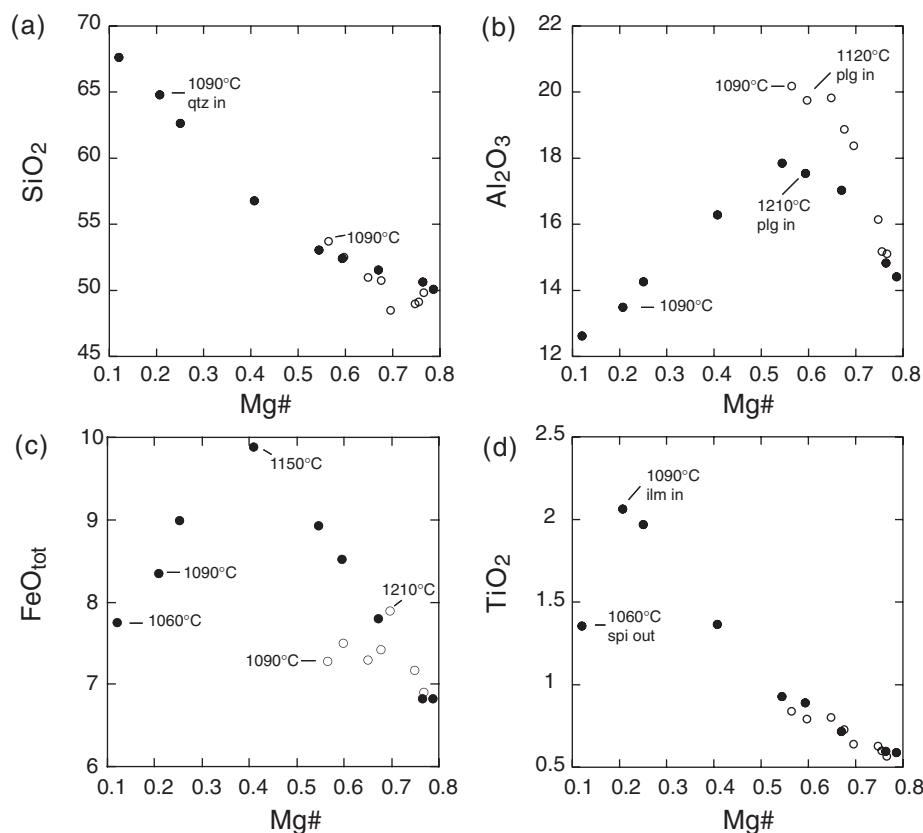 (a)
70
65
60
55
50
45
SiO2
1090°C
qtz in
1090°C
0.1 0.2 0.3 0.4 0.5 0.6 0.7 0.8
Mg#
(b)
22
20
18
16
14
12
Al2O3
1120°C
plg in
1090°C
1210°C
plg in
1090°C
0.1 0.2 0.3 0.4 0.5 0.6 0.7 0.8
Mg#
(c)
10
9
8
7
6
FeOtot
1150°C
1090°C
1210°C
1060°C
1090°C
0.1 0.2 0.3 0.4 0.5 0.6 0.7 0.8
Mg#
(d)
2.5
2
1.5
1
0.5
TiO2
1090°C
ilm in
1060°C
spi out
0.1 0.2 0.3 0.4 0.5 0.6 0.7 0.8
Mg#